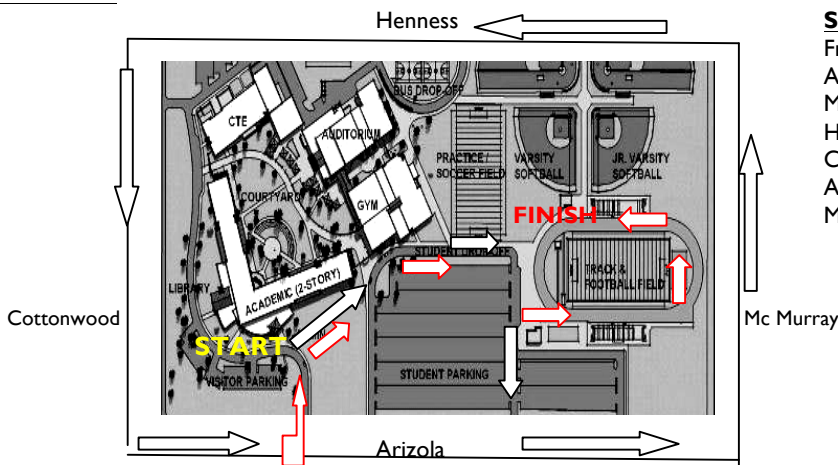 Henness
BUS DROP-OFF
CTE
AUDITORIUM
PRACTICE /
SOCCER FIELD
VARSITY
SOFTBALL
JR. VARSITY
SOFTBALL
COURTYARD
GYM
FINISH
STUDENT DROP-OFF
TRACK &
FOOTBALL FIELD
LIBRARY
ACADEMIC (2-STORY)
Cottonwood
Mc Murray
START
VISITOR PARKING
STUDENT PARKING
Arizola